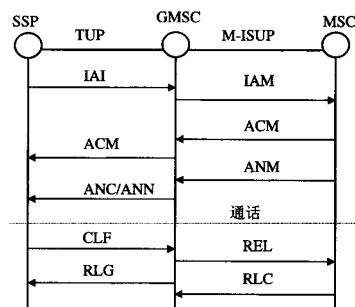 SSP GMSC MSC
TUP M-ISUP
IAI
IAM
ACM
ACM
ANM
ANC/ANN
通话
CLF
REL
RLG
RLC